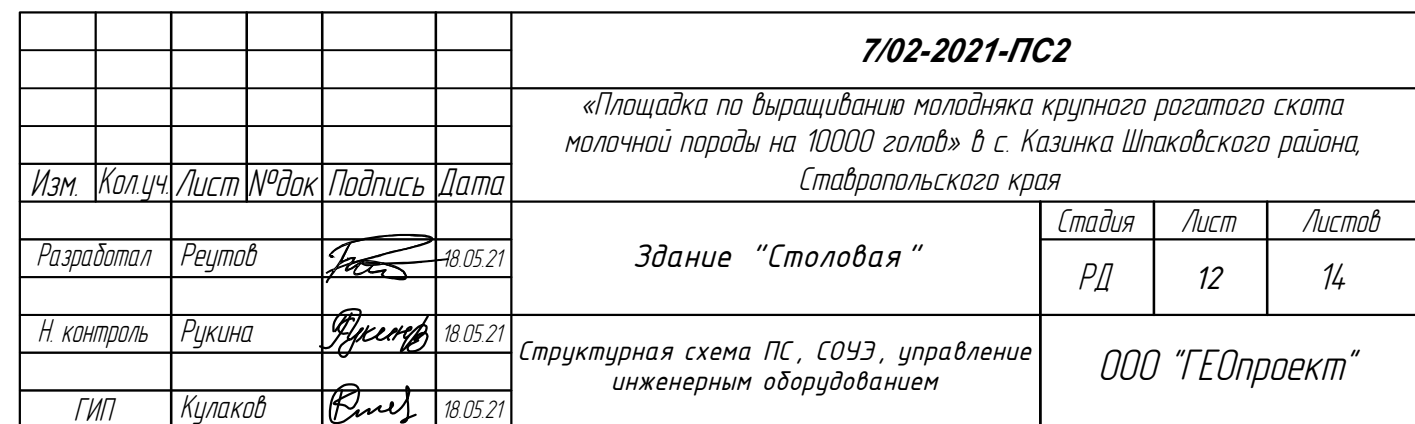 7/02-2021-ПС2
«Площадка по выращиванию молодняка крупного рогатого скота
молочной породы на 10000 голов» в с. Казинка Шпаковского района,
Ставропольского края
Изм. Кол.уч. Лист №док Подпись Дата
Стадия Лист Листов
Разработал Реутов 18.05.21
Здание "Столовая"
РД 12 14
Н. контроль Рукина 18.05.21
Структурная схема ПС, СОУЭ, управление
инженерным оборудованием
ООО "ГЕОпроект"
ГИП Кулаков 18.05.21